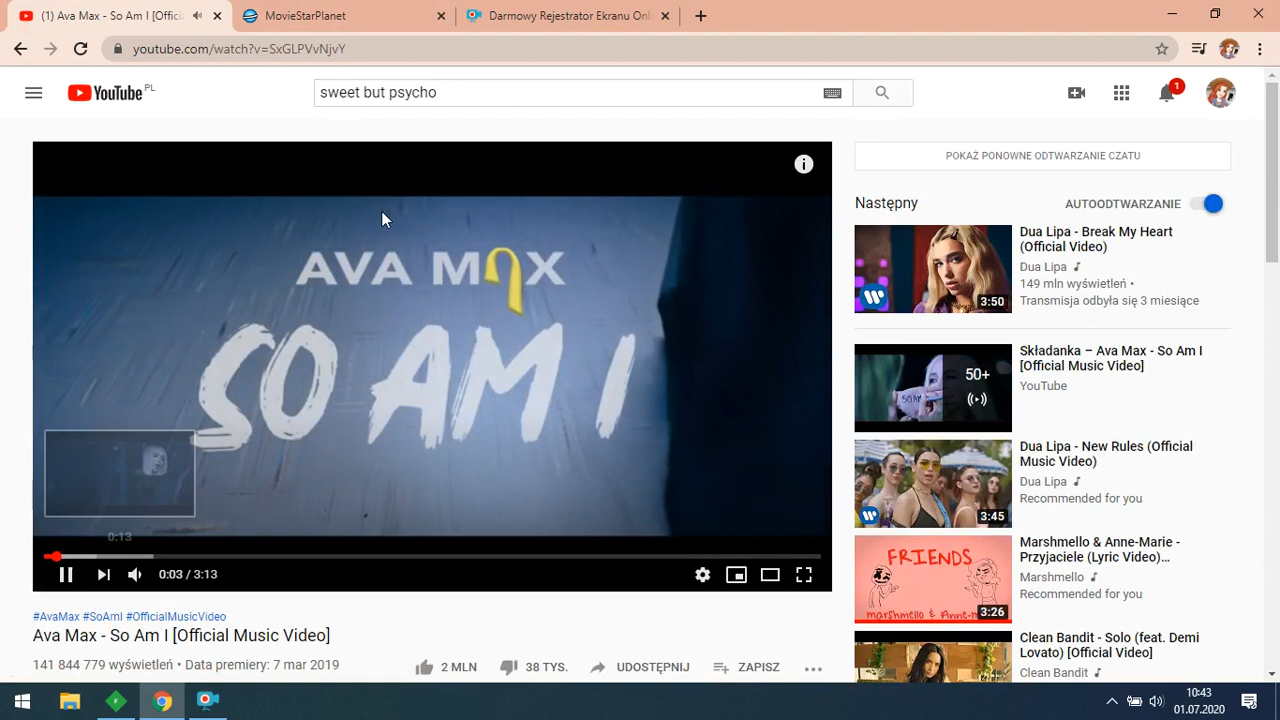 (1) Ava Max - So Am I [Offici
MovieStarPlanet
Darmowy Rejestrator Ekranu Onli
youtube.com/watch?v=SxGLPVvNjvY
YouTube PL
sweet but psycho
1
POKAŻ PONOWNE ODTWARZANIE CZATU
Następny
AUTOODTWARZANIE
AVA MAX
SO AM I
0:13
0:03 / 3:13
#AvaMax #SoAmI #OfficialMusicVideo
Ava Max - So Am I [Official Music Video]
141 844 779 wyświetleń • Data premiery: 7 mar 2019
2 MLN
38 TYS.
UDOSTĘPNIJ
ZAPISZ
3:50
Dua Lipa - Break My Heart
(Official Video)
Dua Lipa
149 mln wyświetleń •
Transmisja odbyła się 3 miesiące
SO AM
50+
Składanka – Ava Max - So Am I
[Official Music Video]
YouTube
3:45
Dua Lipa - New Rules (Official
Music Video)
Dua Lipa
Recommended for you
FRIENDS
marshmello & Anne-M
3:26
Marshmello & Anne-Marie -
Przyjaciele (Lyric Video)...
Marshmello
Recommended for you
Clean Bandit - Solo (feat. Demi
Lovato) [Official Video]
Clean Bandit
10:43
01.07.2020